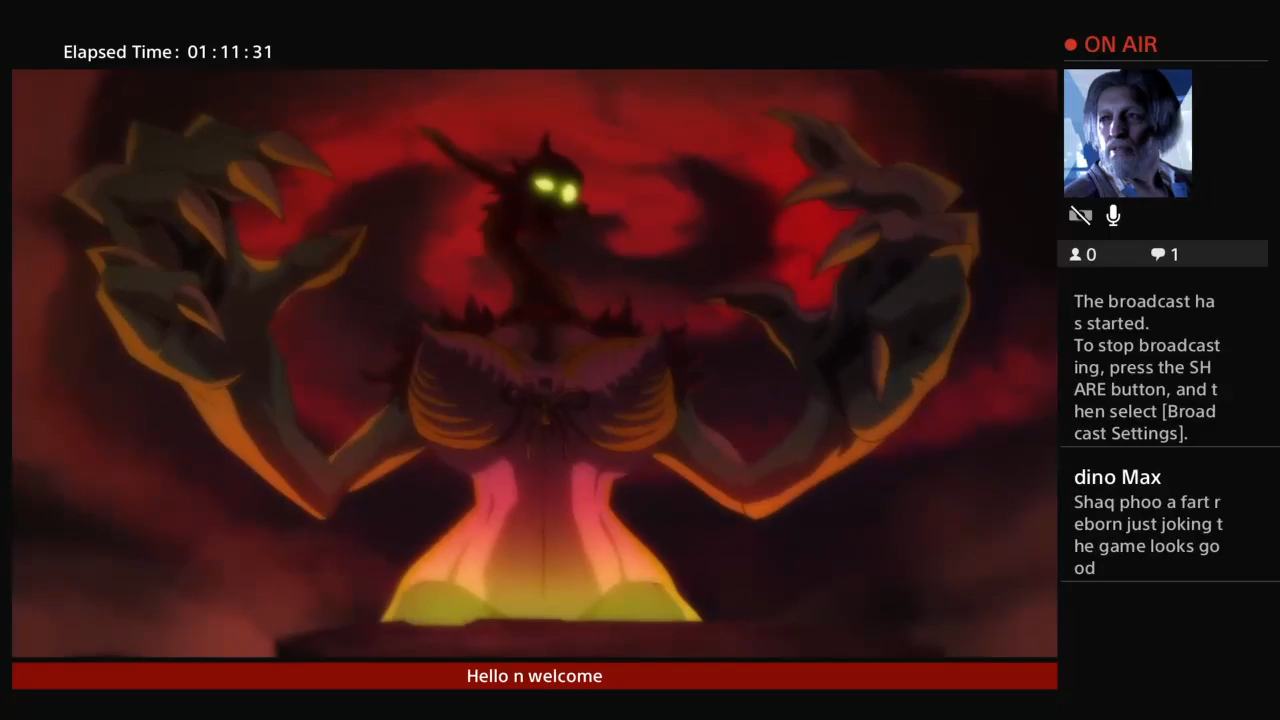 Elapsed Time: 01:11:31
ON AIR
0
1
The broadcast ha
s started.
To stop broadcast
ing, press the SH
ARE button, and t
hen select [Broad
cast Settings].
dino Max
Shaq phoo a fart r
eborn just joking t
he game looks go
od
Hello n welcome